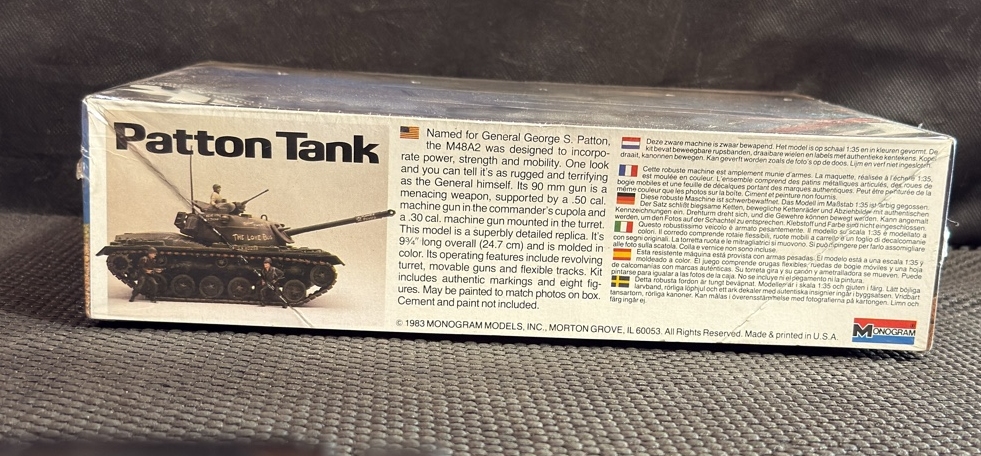 Patton Tank
THE LOVE BUG
Named for General George S. Patton,
the M48A2 was designed to incorpo-
rate power, strength and mobility. One look
and you can tell it's as rugged and terrifying
as the General himself. Its 90 mm gun is a
menacing weapon, supported by a .50 cal.
machine gun in the commander's cupola and
a .30 cal. machine gun mounted in the turret.
This model is a superbly detailed replica. It's
9¾" long overall (24.7 cm) and is molded in
color. Its operating features include revolving
turret, movable guns and flexible tracks. Kit
includes authentic markings and eight fig-
ures. May be painted to match photos on box.
Cement and paint not included.
Deze zware machine is zwaar bewapend. Het model is op schaal 1:35 en in kleuren gevormd. De
kit bevat beweegbare rupsbanden, draaibare wielen en labels met authentieke kentekens. Kopel
draait, kanonnen bewegen. Kan geverfd worden zoals de foto's op de doos. Lijm en verf niet ingesloten.
Cette robuste machine est amplement munie d'armes. La maquette, réalisée à l'échelle 1:35,
est moulée en couleur. L'ensemble comprend des patins métalliques articulés, des roues de
bogie mobiles et une feuille de décalques portant des marques authentiques. Peut être peinturée de la
même couleur que les photos sur la boîte. Ciment et peinture non fournis.
Diese robuste Maschine ist schwerbewaffnet. Das Modell im Maßstab 1:35 ist farbig gegossen.
Der Satz schließt biegsame Ketten, bewegliche Kettenräder und Abziehbilder mit authentischen
Kennzeichnungen ein. Drehturm dreht sich, und die Gewehre können bewegt werden. Kann angemalt
werden, um den Fotos auf der Schachtel zu entsprechen. Klebstoff und Farbe sind nicht eingeschlossen.
Questo robustissimo veicolo è armato pesantemente. Il modello su scala 1:35 è modellato a
colori. Il corredo comprende rotaie flessibili, ruote mobili a carrello e un foglio di decalcomanie
con segni originali. La torretta ruota e le mitragliatrici si muovono. Si può dipingere per farlo assomigliare
alle foto sulla scatola. Colla e vernice non sono incluse.
Esta resistente máquina está provista con armas pesadas. El modelo está a una escala 1:35 y
moldeado a color. El juego comprende orugas flexibles, ruedas de bogie móviles y una hoja
de calcomanías con marcas auténticas. Su torreta gira y su cañón y ametralladora se mueven. Puede
pintarse para igualar a las fotos de la caja. No se incluye ni el pegamento ni la pintura.
Detta robusta fordon är tungt beväpnat. Modellen är i skala 1:35 och gjuten i färg. Lätt böjliga
larvband, rörliga löphjul och ett ark dekaler med autentiska insignier ingår i byggsatsen. Vridbart
tansartorn, rörliga kanoner. Kan målas i överensstämmelse med fotografierna på kartongen. Lim och
färg ingår ej.
© 1983 MONOGRAM MODELS, INC., MORTON GROVE, IL 60053. All Rights Reserved. Made & printed in U.S.A.
MONOGRAM